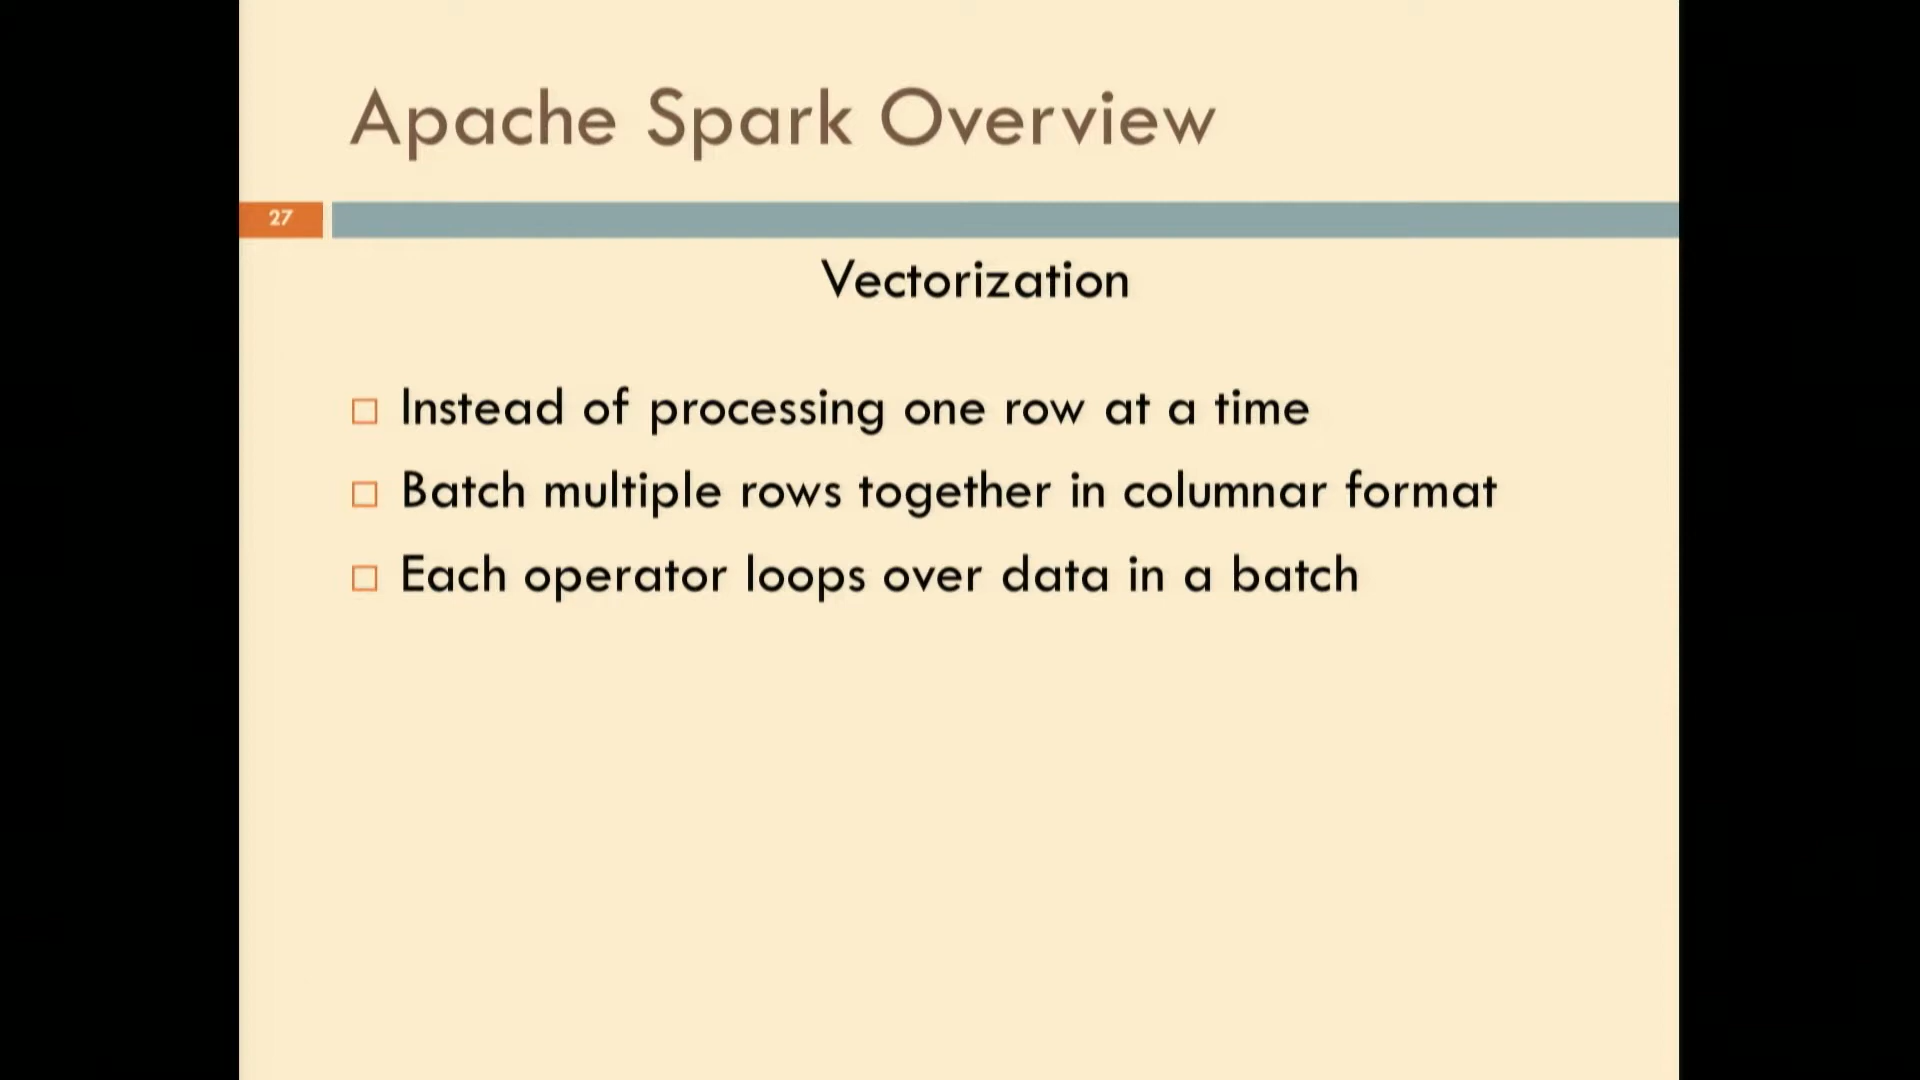 Apache Spark Overview
27
Vectorization
Instead of processing one row at a time
Batch multiple rows together in columnar format
Each operator loops over data in a batch